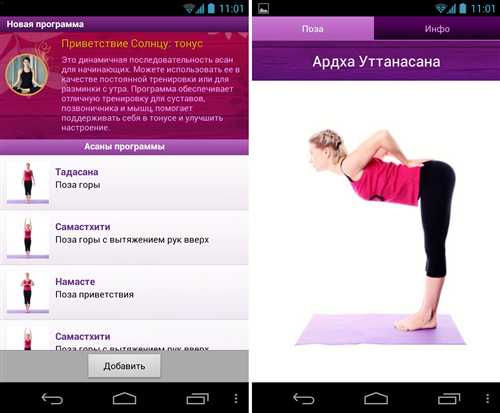 11:01
Новая программа
Приветствие Солнцу: тонус
Это динамичная последовательность асан
для начинающих. Можете использовать ее в
качестве постоянной тренировки или для
разминки с утра. Программа обеспечивает
отличную тренировку для суставов,
позвоночника и мышц, помогает
поддерживать себя в тонусе и улучшить
настроение.
Асаны программы
Тадасана
Поза горы
Самастхити
Поза горы с вытяжением рук вверх
Намасте
Поза приветствия
Самастхити
Поза горы с вытяжением рук вверх
Добавить
11:01
Поза
Инфо
Ардха Уттанасана